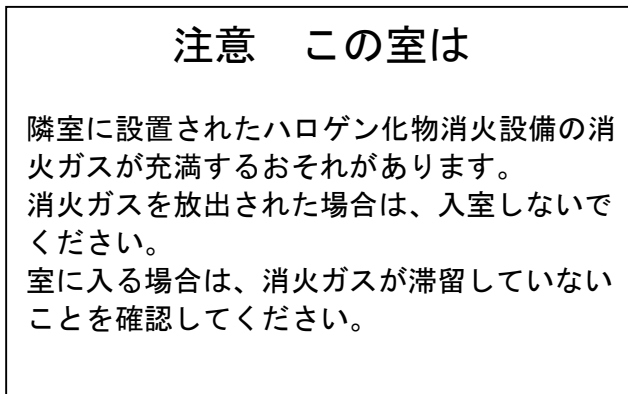 注意　この室は
隣室に設置されたハロゲン化物消火設備の消
火ガスが充満するおそれがあります。
消火ガスを放出された場合は、入室しないで
ください。
室に入る場合は、消火ガスが滞留していない
ことを確認してください。